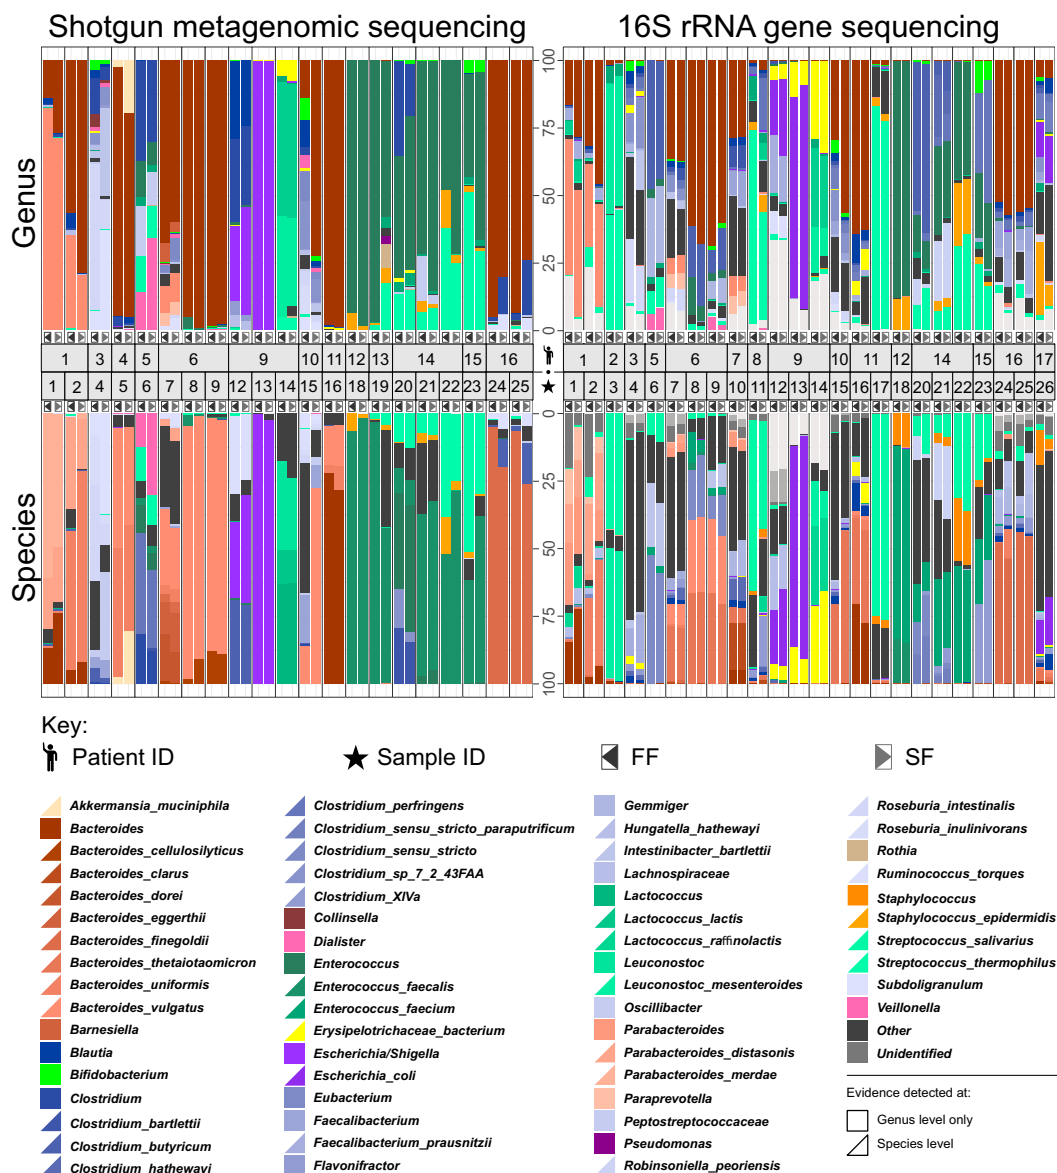 Shotgun metagenomic sequencing 16S rRNA gene sequencing
Genus
100
75
50
25
0
1 3 4 5 6 9 10 11 12 13 14 15 16
1 2 3 5 6 4 5 6 7 8 9 10 11 12 14 15 16 17
1 2 4 5 6 7 8 9 12 13 14 15 16 18 19 20 21 22 23 24 25
1 2 3 4 6 7 8 9 10 11 12 13 14 15 16 17 18 20 21 22 23 24 25 26
Species
0
25
50
75
100
Key:
Patient ID Sample ID FF SF
Akkermansia_muciniphila
Bacteroides
Bacteroides_cellulosilyticus
Bacteroides_clarus
Bacteroides_dorei
Bacteroides_eggerthii
Bacteroides_finegoldii
Bacteroides_thetaiotaomicron
Bacteroides_uniformis
Bacteroides_vulgatus
Barnesiella
Blautia
Bifidobacterium
Clostridium
Clostridium_bartlettii
Clostridium_butyricum
Clostridium_hathewayi
Clostridium_perfringens
Clostridium_sensu_stricto_paraputrificum
Clostridium_sensu_stricto
Clostridium_sp_7_2_43FAA
Clostridium_XIVa
Collinsella
Dialister
Enterococcus
Enterococcus_faecalis
Enterococcus_faecium
Erysipelotrichaceae_bacterium
Escherichia/Shigella
Escherichia_coli
Eubacterium
Faecalibacterium
Faecalibacterium_prausnitzii
Flavonifractor
Gemmiger
Hungatella_hathewayi
Intestinibacter_bartlettii
Lachnospiraceae
Lactococcus
Lactococcus_lactis
Lactococcus_raffinolactis
Leuconostoc
Leuconostoc_mesenteroides
Oscillibacter
Parabacteroides
Parabacteroides_distasonis
Parabacteroides_merdae
Paraprevotella
Peptostreptococcaceae
Pseudomonas
Robinsoniella_peoriensis
Roseburia_intestinalis
Roseburia_inulinivorans
Rothia
Ruminococcus_torques
Staphylococcus
Staphylococcus_epidermidis
Streptococcus_salivarius
Streptococcus_thermophilus
Subdoligranulum
Veillonella
Other
Unidentified
Evidence detected at:
Genus level only
Species level